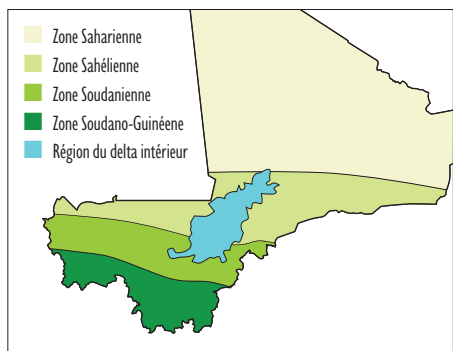 Zone Saharienne
Zone Sahélienne
Zone Soudanienne
Zone Soudano-Guinéene
Région du delta intérieur